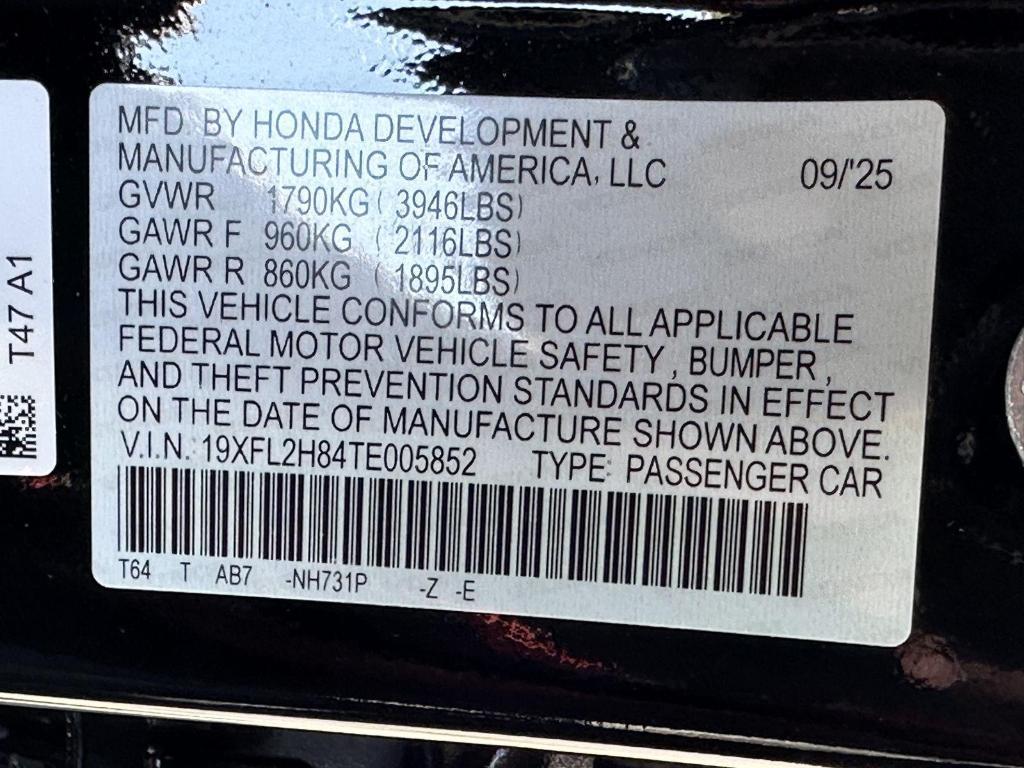 MFD. BY HONDA DEVELOPMENT &
MANUFACTURING OF AMERICA, LLC 09/'25
GVWR 1790KG ( 3946LBS)
GAWR F 960KG ( 2116LBS)
GAWR R 860KG ( 1895LBS)
THIS VEHICLE CONFORMS TO ALL APPLICABLE
FEDERAL MOTOR VEHICLE SAFETY , BUMPER ,
AND THEFT PREVENTION STANDARDS IN EFFECT
ON THE DATE OF MANUFACTURE SHOWN ABOVE.
V.I.N.: 19XFL2H84TE005852 TYPE: PASSENGER CAR
T64 T AB7 -NH731P -Z -E
T47 A1